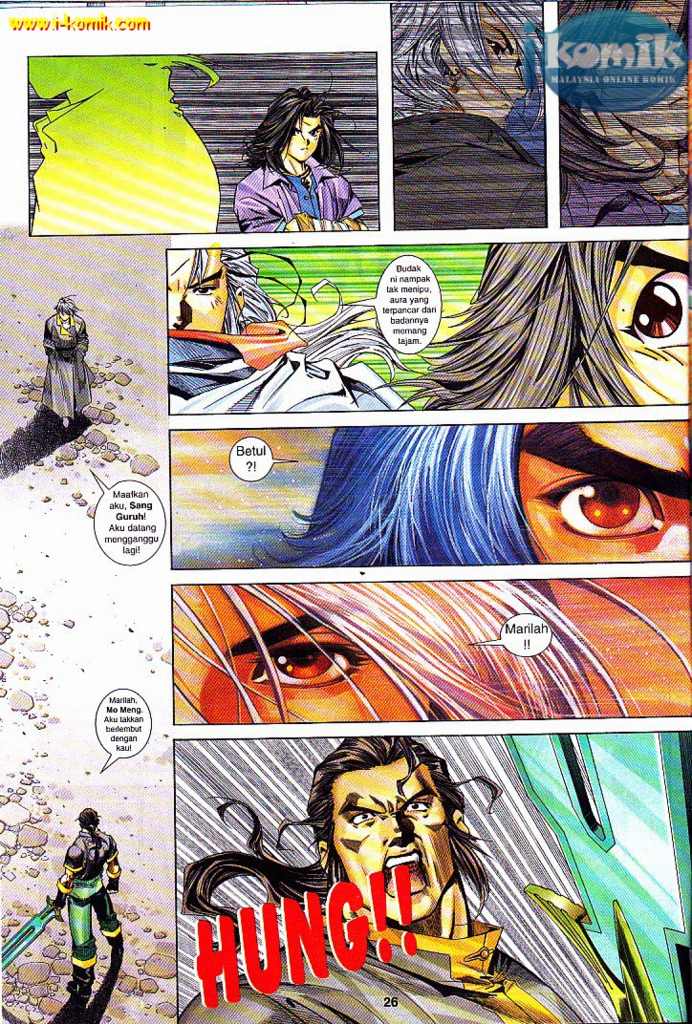 www.i-komik.com
ikomik
MALAYSIA ONLINE KOMIK
Budak
ni nampak
tak menipu,
aura yang
terpancar dari
badannya
memang
tajam.
Betul
?!
Maafkan
aku, Sang
Guruh!
Aku datang
mengganggu
lagi!
Marilah
!!
Marilah,
Mo Meng.
Aku takkan
berlembut
dengan
kau!
HUNG!!
26